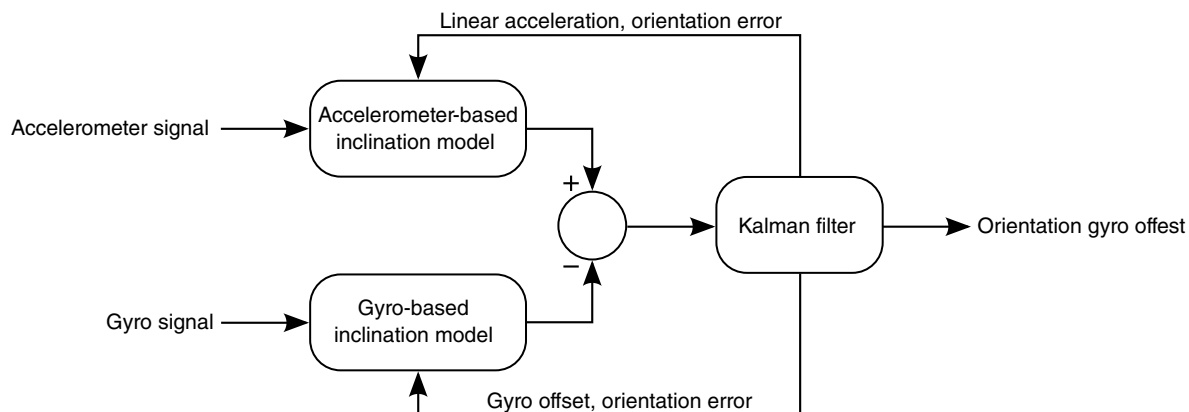 Linear acceleration, orientation error
Accelerometer signal
Accelerometer-based
inclination model
+
Kalman filter
Orientation gyro offest
−
Gyro signal
Gyro-based
inclination model
Gyro offset, orientation error